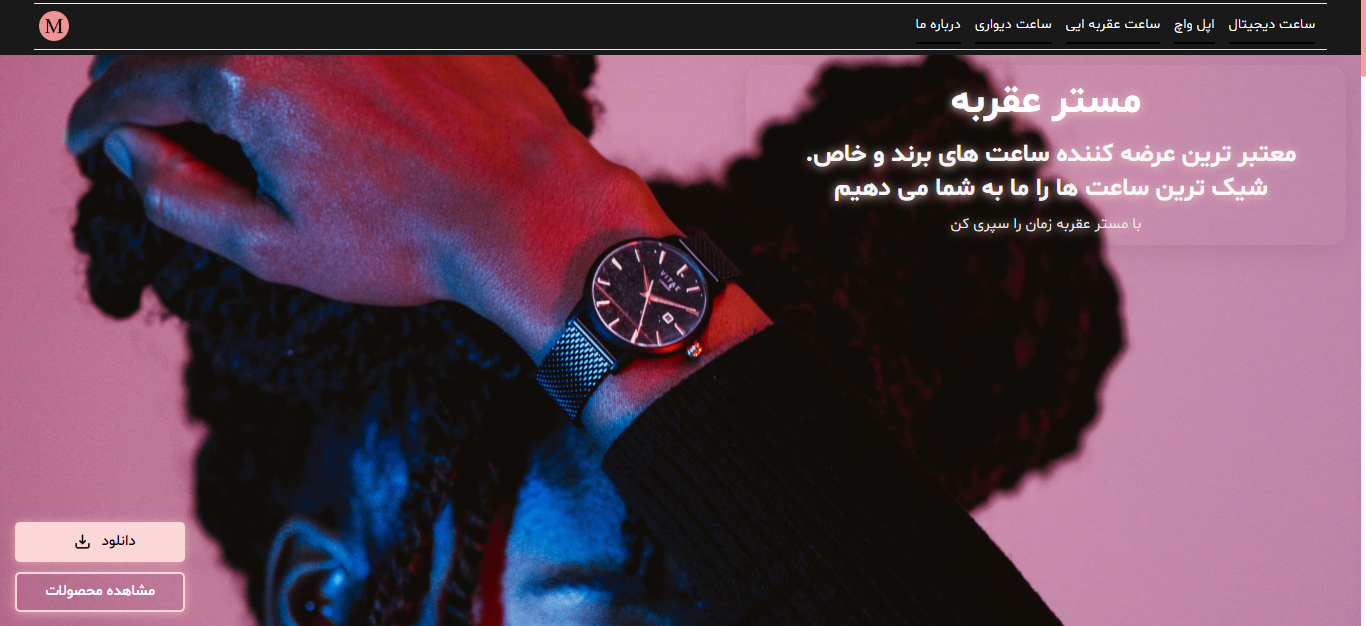 M
ساعت دیجیتال اپل واچ ساعت عقربه ایی ساعت دیواری درباره ما
مستر عقربه
معتبر ترین عرضه کننده ساعت های برند و خاص.
شیک ترین ساعت ها را ما به شما می دهیم
با مستر عقربه زمان را سپری کن
دانلود
مشاهده محصولات